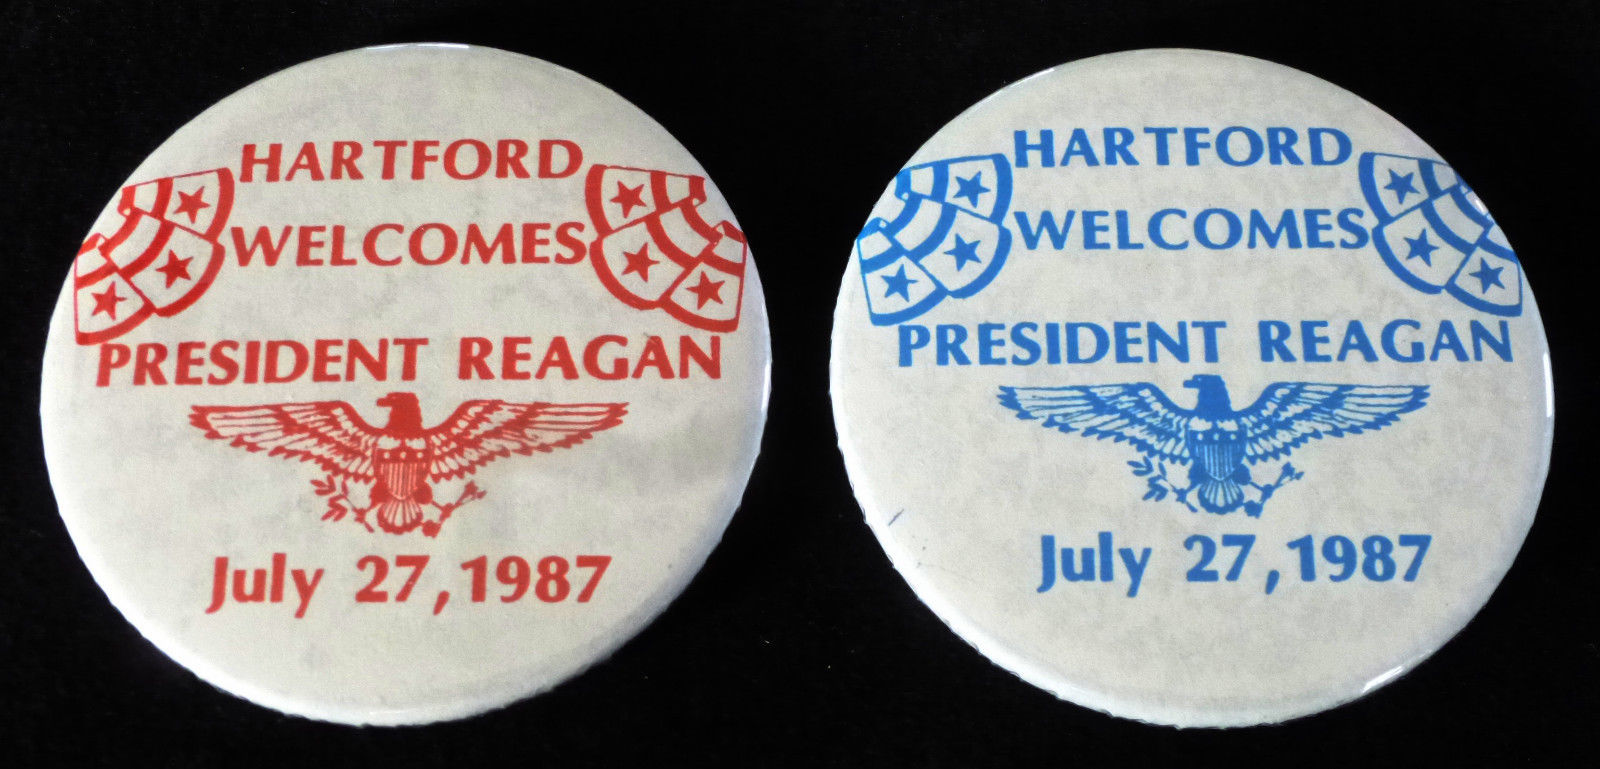 HARTFORD
WELCOMES
PRESIDENT REAGAN
July 27, 1987
HARTFORD
WELCOMES
PRESIDENT REAGAN
July 27, 1987